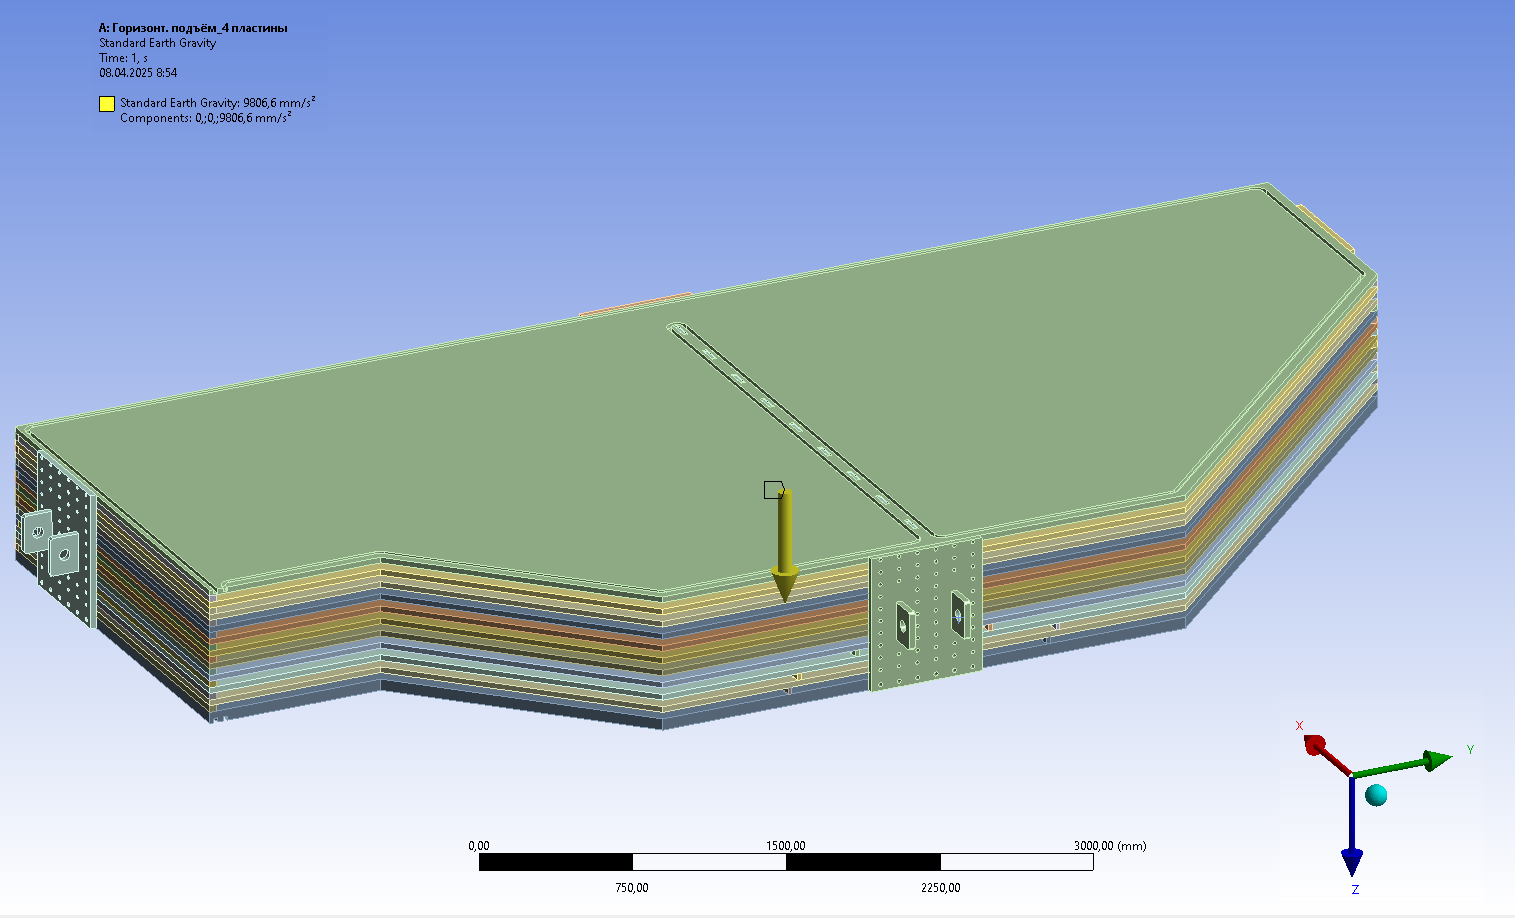 A: Горизонт. подъём_4 пластины
Standard Earth Gravity
Time: 1, s
08.04.2025 8:54
Standard Earth Gravity: 9806,6 mm/s²
Components: 0,;0,;9806,6 mm/s²
X
Y
Z
0,00 1500,00 3000,00 (mm)
750,00 2250,00